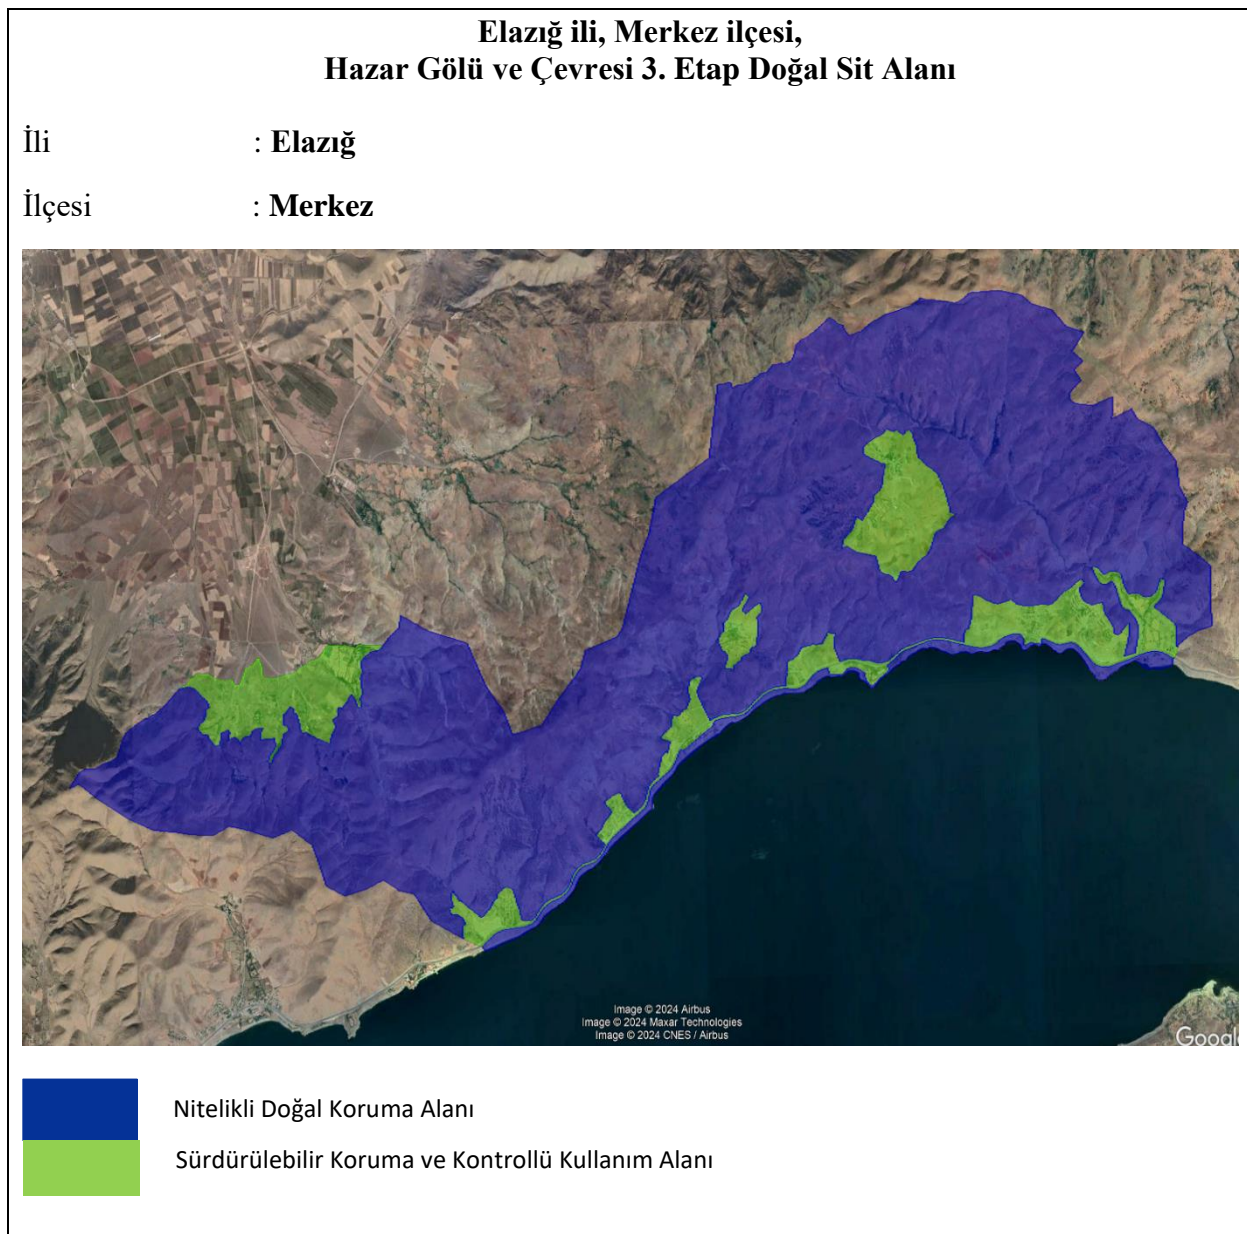 Elazığ ili, Merkez ilçesi,
Hazar Gölü ve Çevresi 3. Etap Doğal Sit Alanı
İli : Elazığ
İlçesi : Merkez
Image © 2024 Airbus
Image © 2024 Maxar Technologies
Image © 2024 CNES / Airbus
Google
Nitelikli Doğal Koruma Alanı
Sürdürülebilir Koruma ve Kontrollü Kullanım Alanı